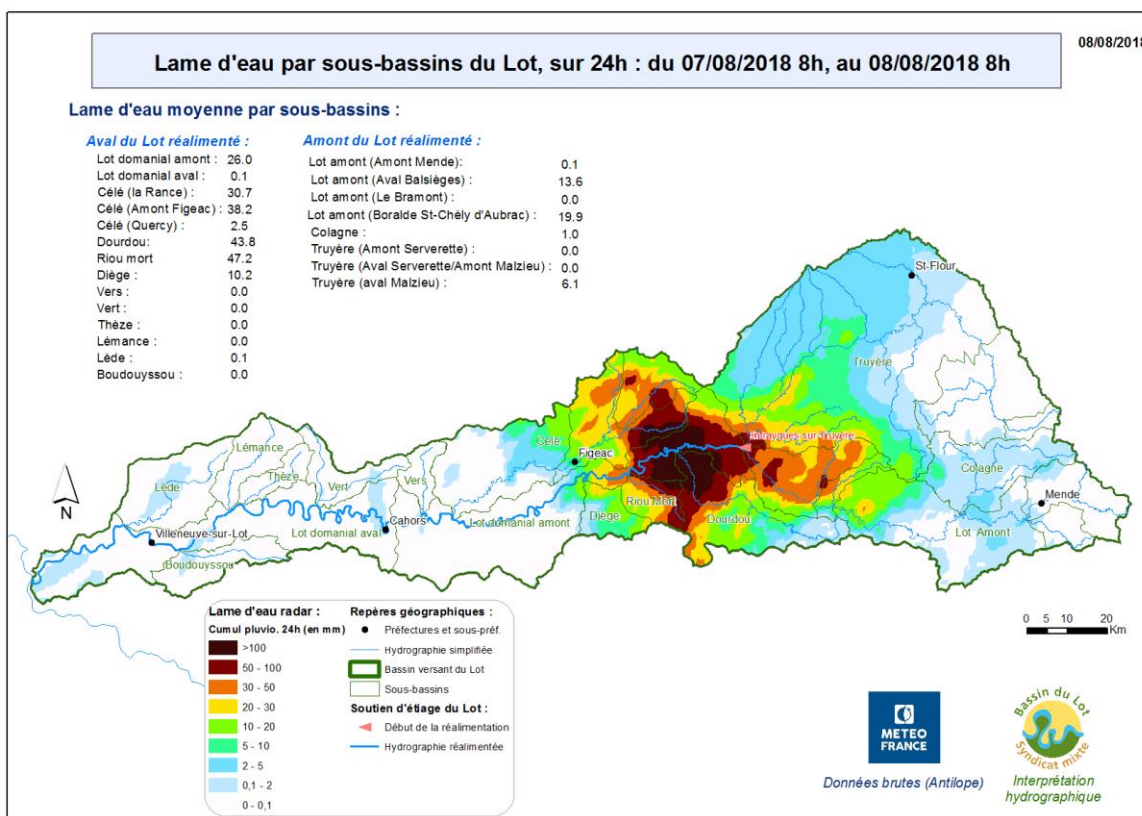 08/08/2018
Lame d'eau par sous-bassins du Lot, sur 24h : du 07/08/2018 8h, au 08/08/2018 8h
Lame d'eau moyenne par sous-bassins :
Aval du Lot réalimenté :
Lot domanial amont : 26.0
Lot domanial aval : 0.1
Célé (la Rance) : 30.7
Célé (Amont Figeac) : 38.2
Célé (Quercy) : 2.5
Dourdou: 43.8
Riou mort 47.2
Diège : 10.2
Vers : 0.0
Vert : 0.0
Thèze : 0.0
Lémance : 0.0
Lède : 0.1
Boudouyssou : 0.0
Amont du Lot réalimenté :
Lot amont (Amont Mende): 0.1
Lot amont (Aval Balsièges) : 13.6
Lot amont (Le Bramont) : 0.0
Lot amont (Boralde St-Chély d'Aubrac) : 19.9
Colagne : 1.0
Truyère (Amont Serverette) : 0.0
Truyère (Aval Serverette/Amont Malzieu) : 0.0
Truyère (aval Malzieu) : 6.1
St-Flour
Truyère
Entraygues-sur-Truyère
Célé
Figeac
Lémance
Thèze
Lède
Vert
Vers
Riou Mort
Colagne
Mende
Diège
Dourdou
Lot domanial amont
Cahors
Lot domanial aval
Villeneuve-sur-Lot
Lot Amont
Boudouyssou
N
Lame d'eau radar :
Cumul pluvio. 24h (en mm)
>100
50 - 100
30 - 50
20 - 30
10 - 20
5 - 10
2 - 5
0,1 - 2
0 - 0,1
Repères géographiques :
Préfectures et sous-préf.
Hydrographie simplifiée
Bassin versant du Lot
Sous-bassins
Soutien d'étiage du Lot :
Début de la réalimentation
Hydrographie réalimentée
0 5 10 20
Km
METEO
FRANCE
Données brutes (Antilope)
Bassin du Lot
Syndicat mixte
Interprétation
hydrographique